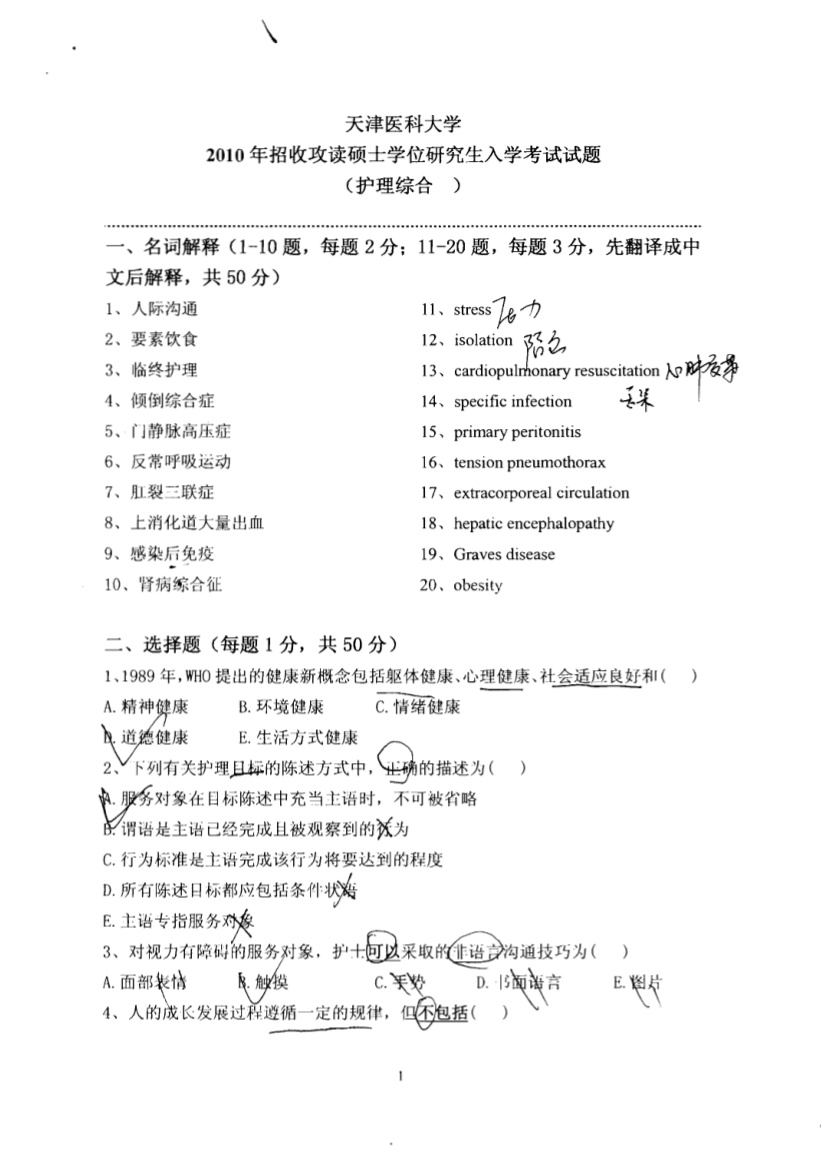 天津医科大学
2010 年招收攻读硕士学位研究生入学考试试题
（护理综合　）
一、名词解释（1-10 题，每题 2 分；11-20 题，每题 3 分，先翻译成中
文后解释，共 50 分）
1、人际沟通
2、要素饮食
3、临终护理
4、倾倒综合症
5、门静脉高压症
6、反常呼吸运动
7、肛裂三联症
8、上消化道大量出血
9、感染后免疫
10、肾病综合征
11、stress 压力
12、isolation
13、cardiopulmonary resuscitation 心肺复苏
14、specific infection
15、primary peritonitis
16、tension pneumothorax
17、extracorporeal circulation
18、hepatic encephalopathy
19、Graves disease
20、obesity
二、选择题（每题 1 分，共 50 分）
1、1989 年，WHO 提出的健康新概念包括躯体健康、心理健康、社会适应良好和(　)
A. 精神健康　B. 环境健康　C. 情绪健康
D. 道德健康　E. 生活方式健康
2、下列有关护理目标的陈述方式中，正确的描述为(　)
A. 服务对象在目标陈述中充当主语时，不可被省略
B. 谓语是主语已经完成且被观察到的行为
C. 行为标准是主语完成该行为将要达到的程度
D. 所有陈述目标都应包括条件状语
E. 主语专指服务对象
3、对视力有障碍的服务对象，护士可以采取的非语言沟通技巧为(　)
A. 面部表情　B. 触摸　C. 手势　D. 书面语言　E. 图片
4、人的成长发展过程遵循一定的规律，但不包括(　)
1